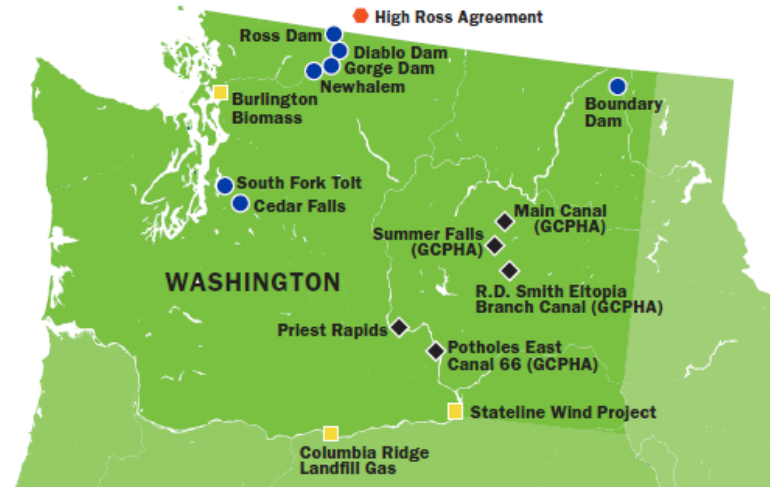 High Ross Agreement
Ross Dam
Diablo Dam
Gorge Dam
Newhalem
Burlington
Biomass
Boundary
Dam
South Fork Tolt
Cedar Falls
Main Canal
(GCPHA)
Summer Falls
(GCPHA)
WASHINGTON
R.D. Smith Eltopia
Branch Canal (GCPHA)
Priest Rapids
Potholes East
Canal 66 (GCPHA)
Stateline Wind Project
Columbia Ridge
Landfill Gas